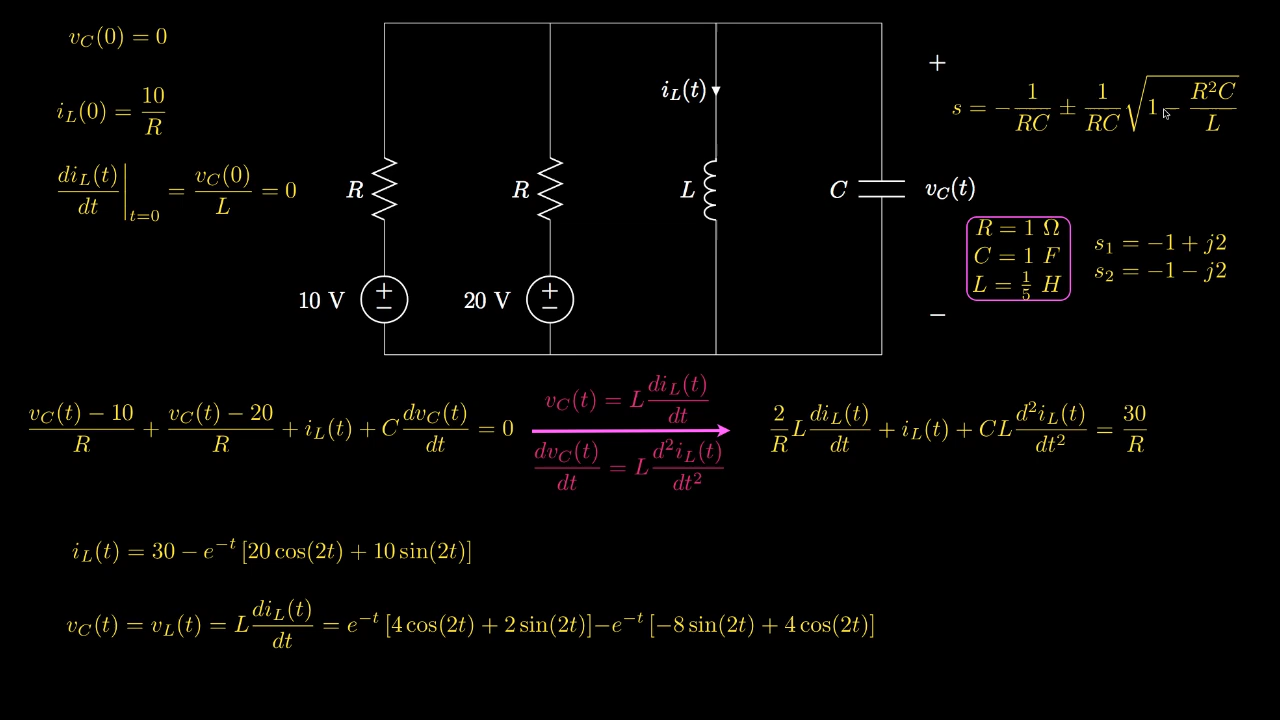 v_C(0) = 0
i_L(0) = 10/R
di_L(t)/dt |_{t=0} = v_C(0)/L = 0
i_L(t)
R
R
L
C
v_C(t)
+
−
10 V
+
−
20 V
+
−
s = −1/RC ± 1/RC √(1 − R²C/L)
R = 1 Ω
C = 1 F
L = 1/5 H
s₁ = −1 + j2
s₂ = −1 − j2
(v_C(t) − 10)/R + (v_C(t) − 20)/R + i_L(t) + C dv_C(t)/dt = 0
v_C(t) = L di_L(t)/dt
dv_C(t)/dt = L d²i_L(t)/dt²
2/R L di_L(t)/dt + i_L(t) + CL d²i_L(t)/dt² = 30/R
i_L(t) = 30 − e^{−t} [20 cos(2t) + 10 sin(2t)]
v_C(t) = v_L(t) = L di_L(t)/dt = e^{−t} [4 cos(2t) + 2 sin(2t)] − e^{−t} [−8 sin(2t) + 4 cos(2t)]